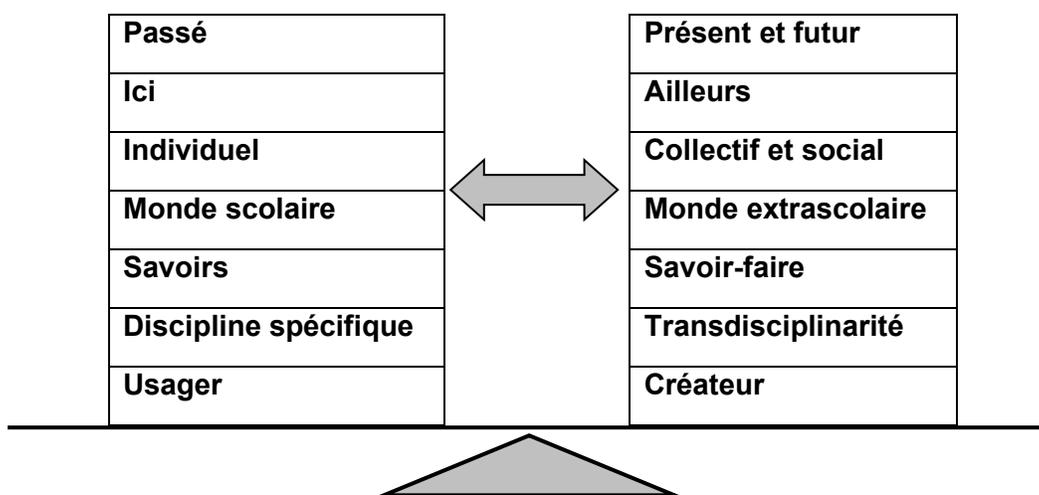 Passé
Présent et futur
Ici
Ailleurs
Individuel
Collectif et social
Monde scolaire
Monde extrascolaire
Savoirs
Savoir-faire
Discipline spécifique
Transdisciplinarité
Usager
Créateur